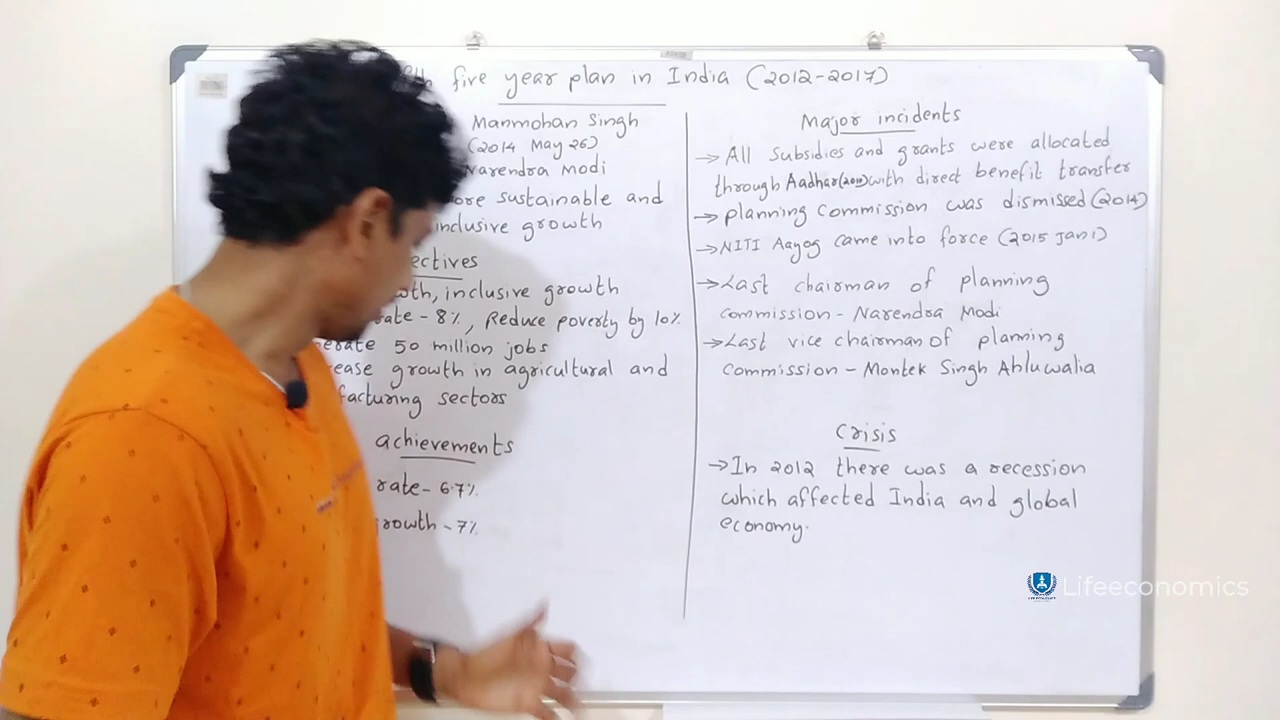 five year plan in India (2012-2017)
Manmohan Singh
(2014 May 26)
Narendra Modi
sustainable and
inclusive growth
inclusive growth
rate - 8%, Reduce poverty by 10%
50 million jobs
growth in agricultural and
sectors
achievements
rate - 6.7%
growth - 7%
Major incidents
→ All subsidies and grants were allocated
through Aadhar(2010) with direct benefit transfer
→ planning Commission was dismissed (2014)
→ NITI Aayog came into force (2015 Jan 1)
→ Last chairman of planning
commission - Narendra Modi
→ Last vice chairman of planning
commission - Montek Singh Ahluwalia
Crisis
→ In 2012 there was a recession
which affected India and global
economy.
Lifeeconomics